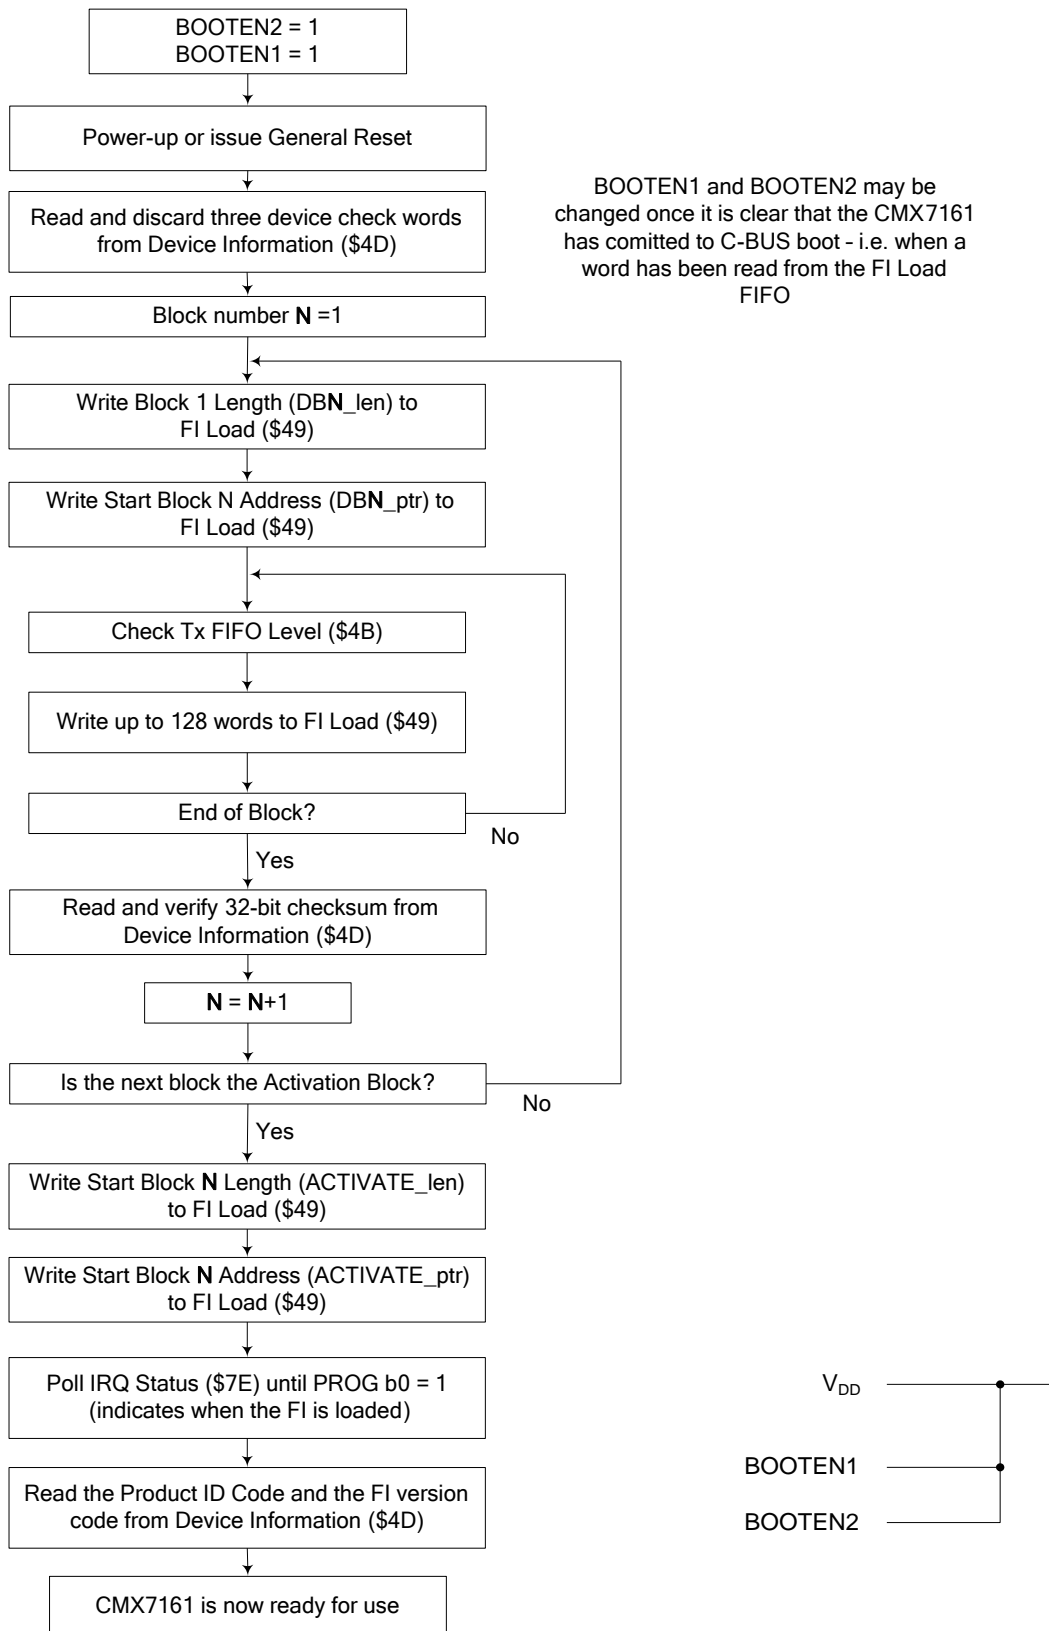 BOOTEN2 = 1
BOOTEN1 = 1
Power-up or issue General Reset
Read and discard three device check words
from Device Information ($4D)
BOOTEN1 and BOOTEN2 may be
changed once it is clear that the CMX7161
has comitted to C-BUS boot - i.e. when a
word has been read from the FI Load
FIFO
Block number N =1
Write Block 1 Length (DBN_len) to
FI Load ($49)
Write Start Block N Address (DBN_ptr) to
FI Load ($49)
Check Tx FIFO Level ($4B)
Write up to 128 words to FI Load ($49)
End of Block?
No
Yes
Read and verify 32-bit checksum from
Device Information ($4D)
N = N+1
Is the next block the Activation Block?
No
Yes
Write Start Block N Length (ACTIVATE_len)
to FI Load ($49)
Write Start Block N Address (ACTIVATE_ptr)
to FI Load ($49)
Poll IRQ Status ($7E) until PROG b0 = 1
(indicates when the FI is loaded)
Read the Product ID Code and the FI version
code from Device Information ($4D)
CMX7161 is now ready for use
VDD
BOOTEN1
BOOTEN2